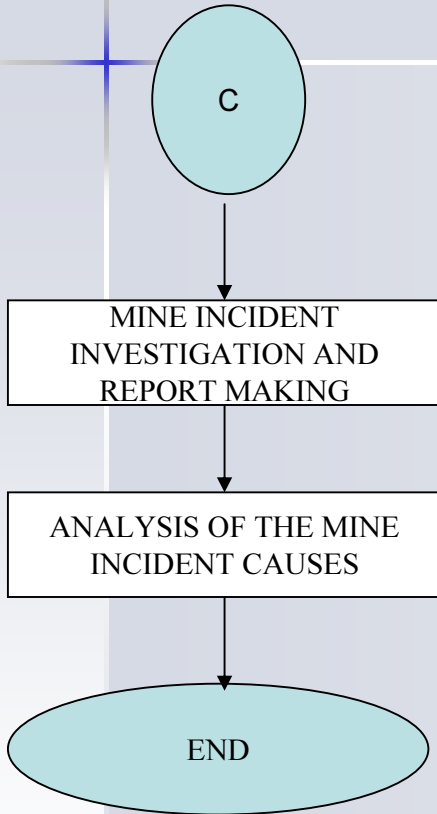 C
MINE INCIDENT
INVESTIGATION AND
REPORT MAKING
ANALYSIS OF THE MINE
INCIDENT CAUSES
END